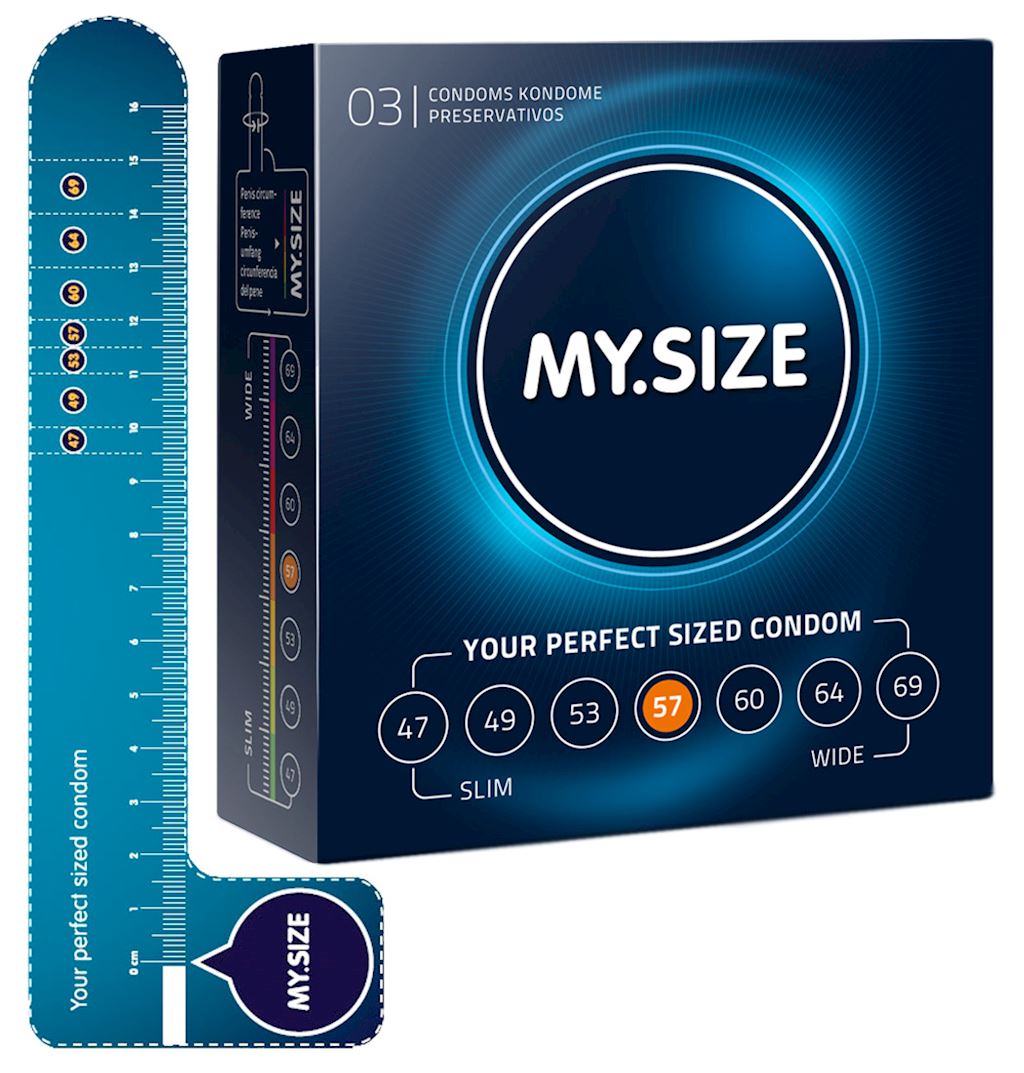 16
15
69
14
64
13
60
12
57
53
11
49
10
47
9
8
7
6
5
4
3
2
1
0 cm
Your perfect sized condom
MY.SIZE
Penis circum-
ference
Penis-
umfang
circunferencia
del pene
MY.SIZE
WIDE
69
64
60
57
53
49
47
SLIM
03 | CONDOMS KONDOME
PRESERVATIVOS
MY.SIZE
YOUR PERFECT SIZED CONDOM
47 49 53 57 60 64 69
SLIM
WIDE